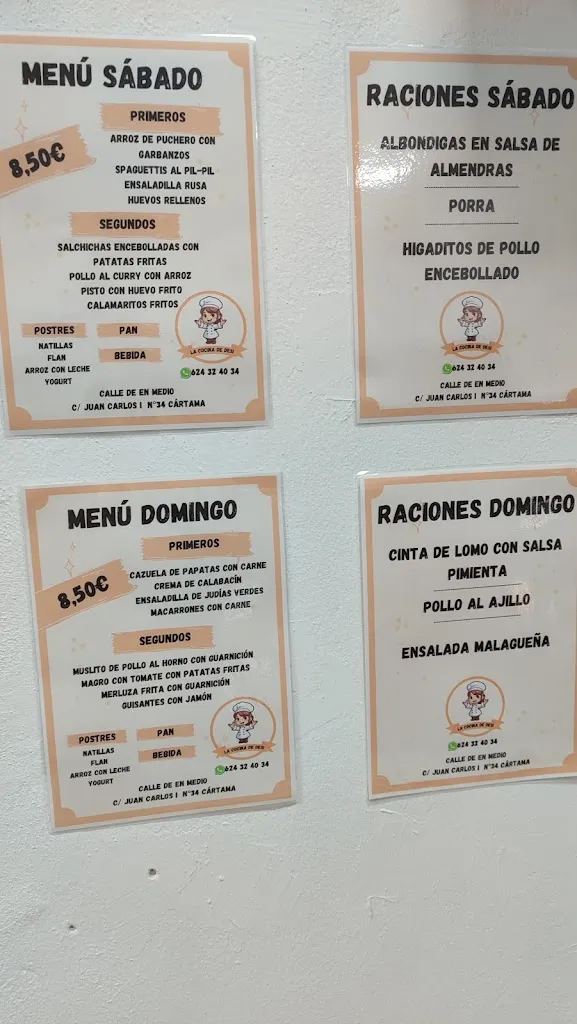 MENÚ SÁBADO
8,50€
PRIMEROS
ARROZ DE PUCHERO CON
GARBANZOS
SPAGUETTIS AL PIL-PIL
ENSALADILLA RUSA
HUEVOS RELLENOS
SEGUNDOS
SALCHICHAS ENCEBOLLADAS CON
PATATAS FRITAS
POLLO AL CURRY CON ARROZ
PISTO CON HUEVO FRITO
CALAMARITOS FRITOS
POSTRES
NATILLAS
FLAN
ARROZ CON LECHE
YOGURT
PAN
BEBIDA
LA COCINA DE DESI
624 32 40 34
CALLE DE EN MEDIO
C/ JUAN CARLOS I N°34 CÁRTAMA
RACIONES SÁBADO
ALBONDIGAS EN SALSA DE
ALMENDRAS
PORRA
HIGADITOS DE POLLO
ENCEBOLLADO
LA COCINA DE DESI
624 32 40 34
CALLE DE EN MEDIO
C/ JUAN CARLOS I N°34 CÁRTAMA
MENÚ DOMINGO
8,50€
PRIMEROS
CAZUELA DE PAPATAS CON CARNE
CREMA DE CALABACÍN
ENSALADILLA DE JUDÍAS VERDES
MACARRONES CON CARNE
SEGUNDOS
MUSLITO DE POLLO AL HORNO CON GUARNICIÓN
MAGRO CON TOMATE CON PATATAS FRITAS
MERLUZA FRITA CON GUARNICIÓN
GUISANTES CON JAMÓN
POSTRES
NATILLAS
FLAN
ARROZ CON LECHE
YOGURT
PAN
BEBIDA
LA COCINA DE DESI
624 32 40 34
CALLE DE EN MEDIO
C/ JUAN CARLOS I N°34 CÁRTAMA
RACIONES DOMINGO
CINTA DE LOMO CON SALSA
PIMIENTA
POLLO AL AJILLO
ENSALADA MALAGUEÑA
LA COCINA DE DESI
624 32 40 34
CALLE DE EN MEDIO
C/ JUAN CARLOS I N°34 CÁRTAMA